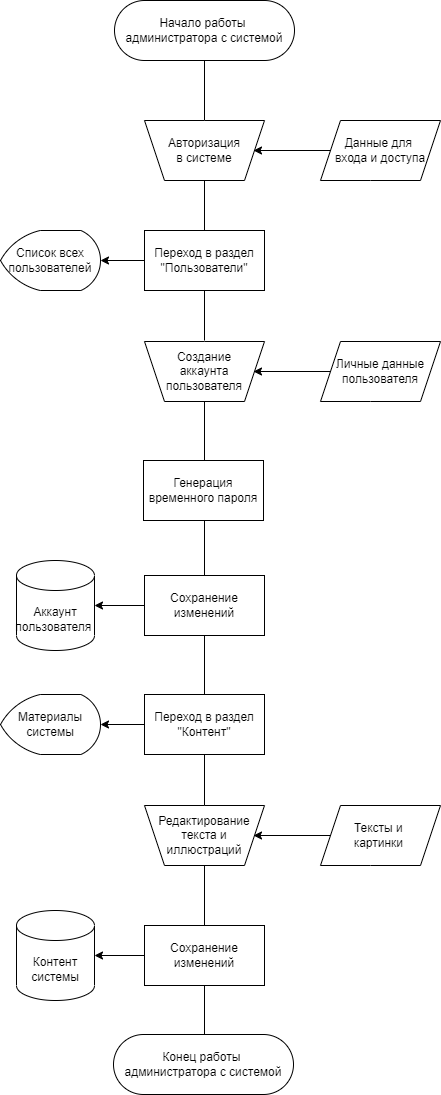 Начало работы
администратора с системой
Авторизация
в системе
Данные для
входа и доступа
Список всех
пользователей
Переход в раздел
"Пользователи"
Создание
аккаунта
пользователя
Личные данные
пользователя
Генерация
временного пароля
Аккаунт
пользователя
Сохранение
изменений
Материалы
системы
Переход в раздел
"Контент"
Редактирование
текста и
иллюстраций
Тексты и
картинки
Контент
системы
Сохранение
изменений
Конец работы
администратора с системой